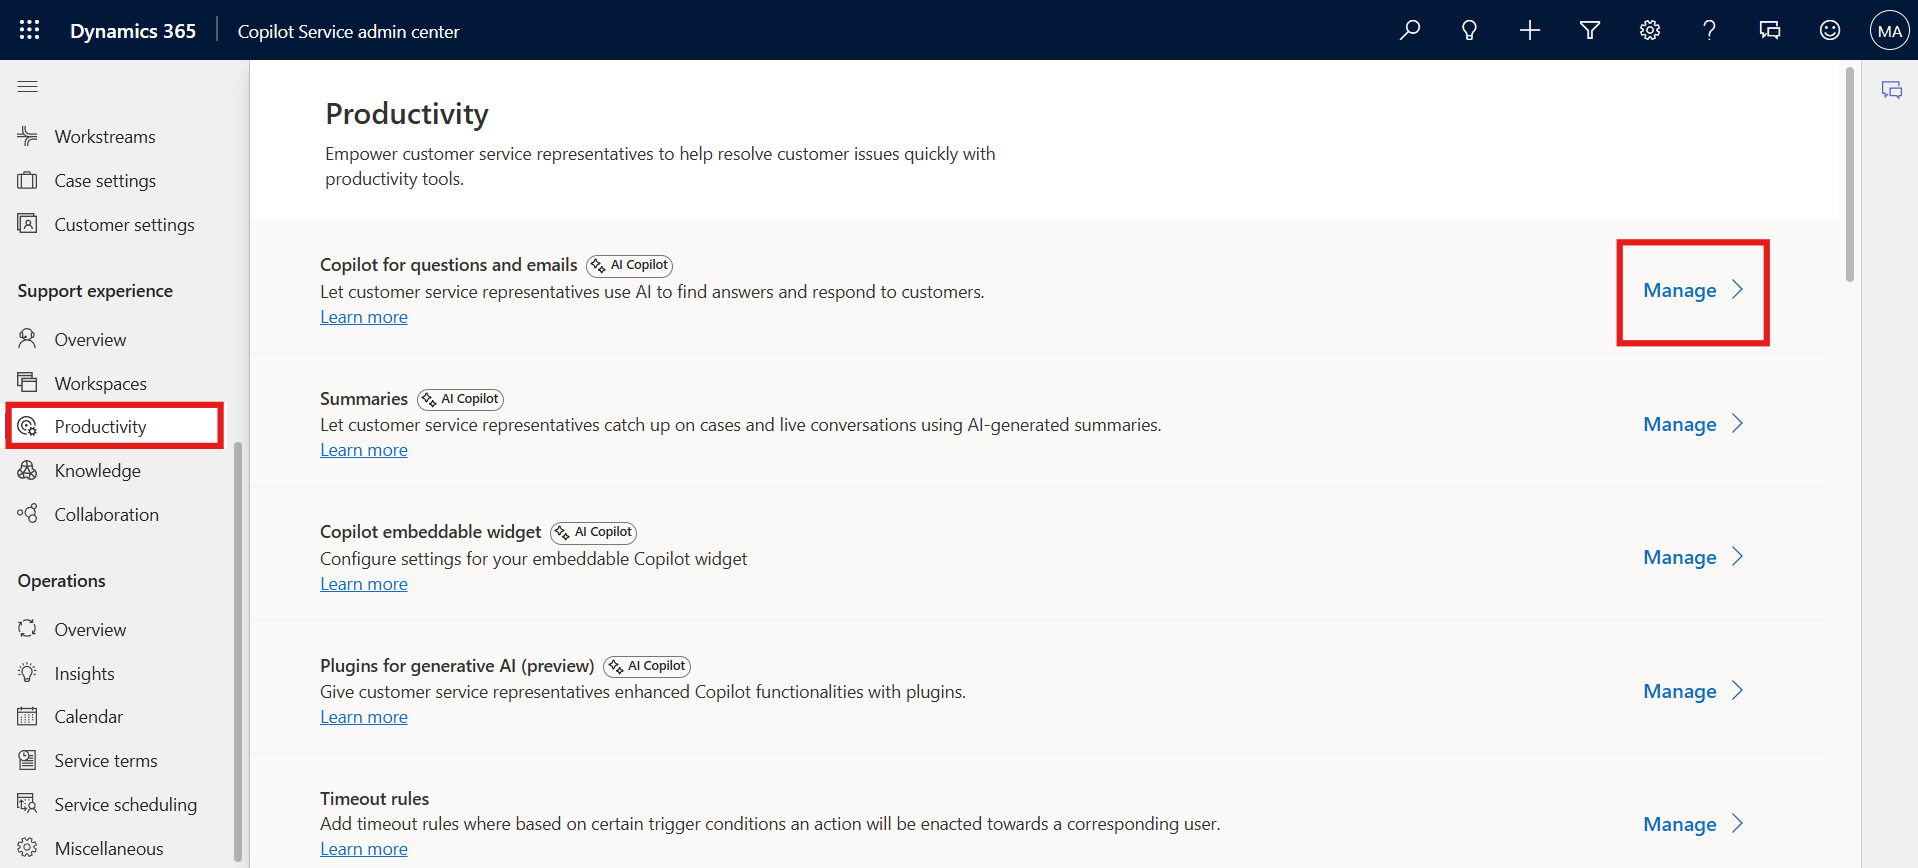 Dynamics 365
Copilot Service admin center
MA
Workstreams
Case settings
Customer settings
Support experience
Overview
Workspaces
Productivity
Knowledge
Collaboration
Operations
Overview
Insights
Calendar
Service terms
Service scheduling
Miscellaneous
Productivity
Empower customer service representatives to help resolve customer issues quickly with
productivity tools.
Copilot for questions and emails AI Copilot
Let customer service representatives use AI to find answers and respond to customers.
Learn more
Manage
Summaries AI Copilot
Let customer service representatives catch up on cases and live conversations using AI-generated summaries.
Learn more
Manage
Copilot embeddable widget AI Copilot
Configure settings for your embeddable Copilot widget
Learn more
Manage
Plugins for generative AI (preview) AI Copilot
Give customer service representatives enhanced Copilot functionalities with plugins.
Learn more
Manage
Timeout rules
Add timeout rules where based on certain trigger conditions an action will be enacted towards a corresponding user.
Learn more
Manage